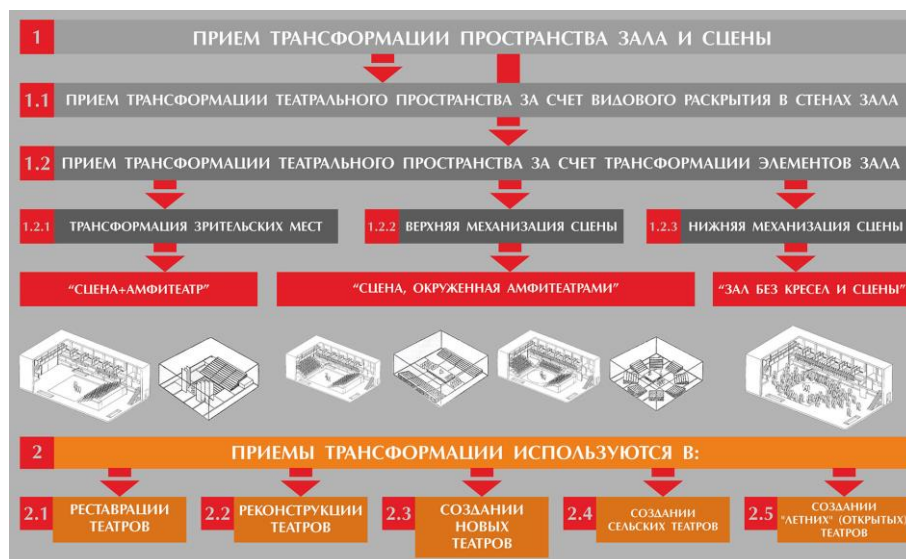 1 ПРИЕМ ТРАНСФОРМАЦИИ ПРОСТРАНСТВА ЗАЛА И СЦЕНЫ
1.1 ПРИЕМ ТРАНСФОРМАЦИИ ТЕАТРАЛЬНОГО ПРОСТРАНСТВА ЗА СЧЕТ ВИДОВОГО РАСКРЫТИЯ В СТЕНАХ ЗАЛА
1.2 ПРИЕМ ТРАНСФОРМАЦИИ ТЕАТРАЛЬНОГО ПРОСТРАНСТВА ЗА СЧЕТ ТРАНСФОРМАЦИИ ЭЛЕМЕНТОВ ЗАЛА
1.2.1 ТРАНСФОРМАЦИЯ ЗРИТЕЛЬСКИХ МЕСТ
1.2.2 ВЕРХНЯЯ МЕХАНИЗАЦИЯ СЦЕНЫ
1.2.3 НИЖНЯЯ МЕХАНИЗАЦИЯ СЦЕНЫ
"СЦЕНА+АМФИТЕАТР"
"СЦЕНА, ОКРУЖЕННАЯ АМФИТЕАТРАМИ"
"ЗАЛ БЕЗ КРЕСЕЛ И СЦЕНЫ"
2 ПРИЕМЫ ТРАНСФОРМАЦИИ ИСПОЛЬЗУЮТСЯ В:
2.1 РЕСТАВРАЦИИ
ТЕАТРОВ
2.2 РЕКОНСТРУКЦИИ
ТЕАТРОВ
2.3 СОЗДАНИИ
НОВЫХ
ТЕАТРОВ
2.4 СОЗДАНИИ
СЕЛЬСКИХ ТЕАТРОВ
2.5 СОЗДАНИИ
"ЛЕТНИХ" (ОТКРЫТЫХ)
ТЕАТРОВ